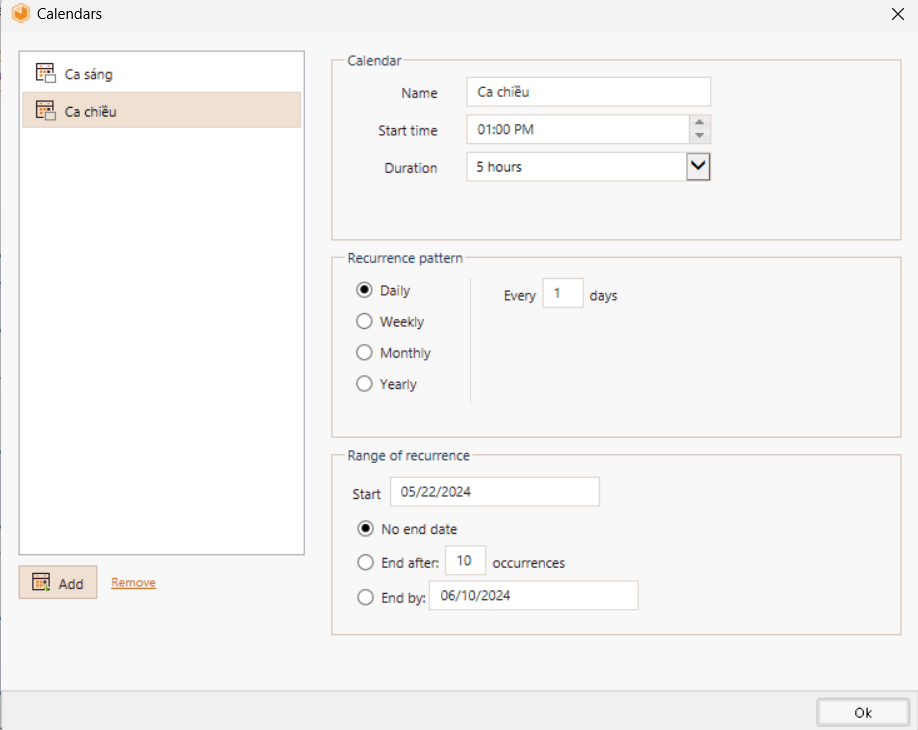 Calendars
Ca sáng
Ca chiều
Add
Remove
Calendar
Name
Ca chiều
Start time
01:00 PM
Duration
5 hours
Recurrence pattern
Daily
Every 1 days
Weekly
Monthly
Yearly
Range of recurrence
Start 05/22/2024
No end date
End after: 10 occurrences
End by: 06/10/2024
Ok